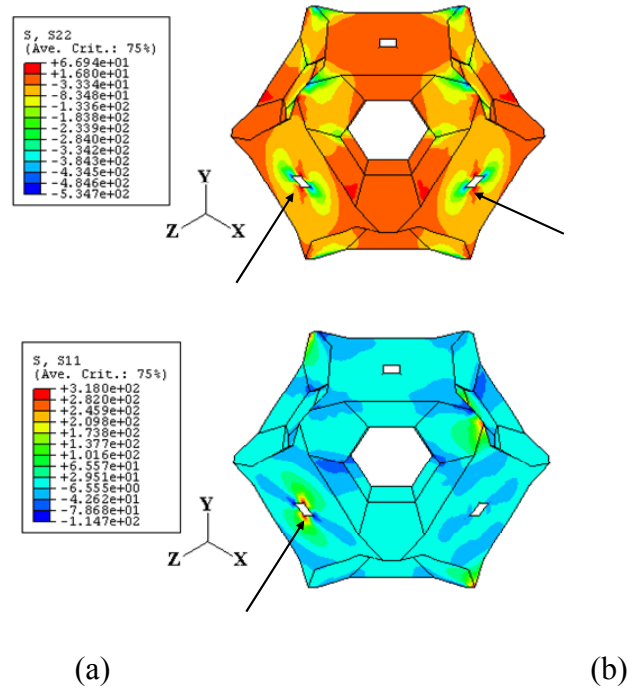 S, S22
(Ave. Crit.: 75%)
+6.694e+01
+1.680e+01
-3.334e+01
-8.348e+01
-1.336e+02
-1.838e+02
-2.339e+02
-2.840e+02
-3.342e+02
-3.843e+02
-4.345e+02
-4.846e+02
-5.347e+02
Y
Z X
S, S11
(Ave. Crit.: 75%)
+3.180e+02
+2.820e+02
+2.459e+02
+2.098e+02
+1.738e+02
+1.377e+02
+1.016e+02
+6.557e+01
+2.951e+01
-6.555e+00
-4.262e+01
-7.868e+01
-1.147e+02
Y
Z X
(a) (b)